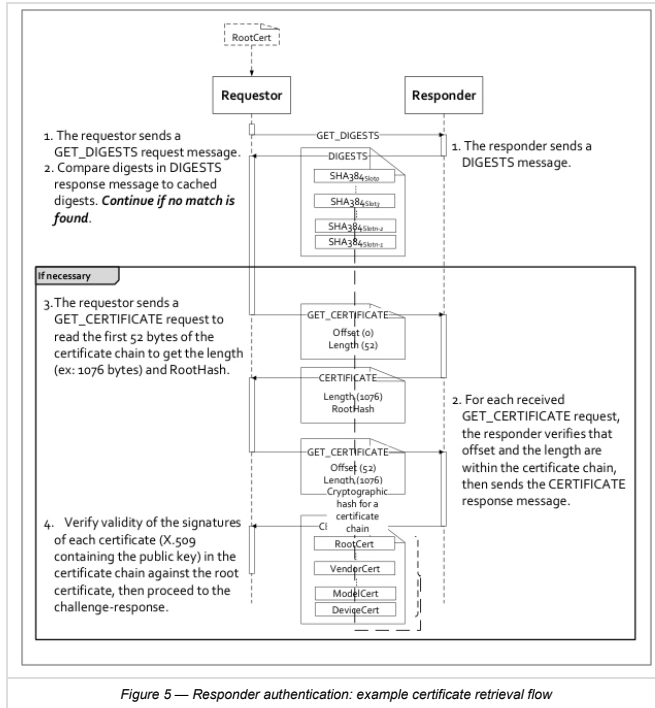 RootCert
Requestor
Responder
1. The requestor sends a
GET_DIGESTS request message.
2. Compare digests in DIGESTS
response message to cached
digests. Continue if no match is
found.
GET_DIGESTS
DIGESTS
SHA384Slot0
SHA384Slot3
SHA384Slotn-2
SHA384Slotn-1
1. The responder sends a
DIGESTS message.
If necessary
3.The requestor sends a
GET_CERTIFICATE request to
read the first 52 bytes of the
certificate chain to get the length
(ex: 1076 bytes) and RootHash.
GET_CERTIFICATE
Offset (0)
Length (52)
CERTIFICATE
Length (1076)
RootHash
2. For each received
GET_CERTIFICATE request,
the responder verifies that
offset and the length are
within the certificate chain,
then sends the CERTIFICATE
response message.
GET_CERTIFICATE
Offset (52)
Length (1076)
Cryptographic
hash for a
certificate
chain
4. Verify validity of the signatures
of each certificate (X.509
containing the public key) in the
certificate chain against the root
certificate, then proceed to the
challenge-response.
RootCert
VendorCert
ModelCert
DeviceCert
Figure 5 — Responder authentication: example certificate retrieval flow